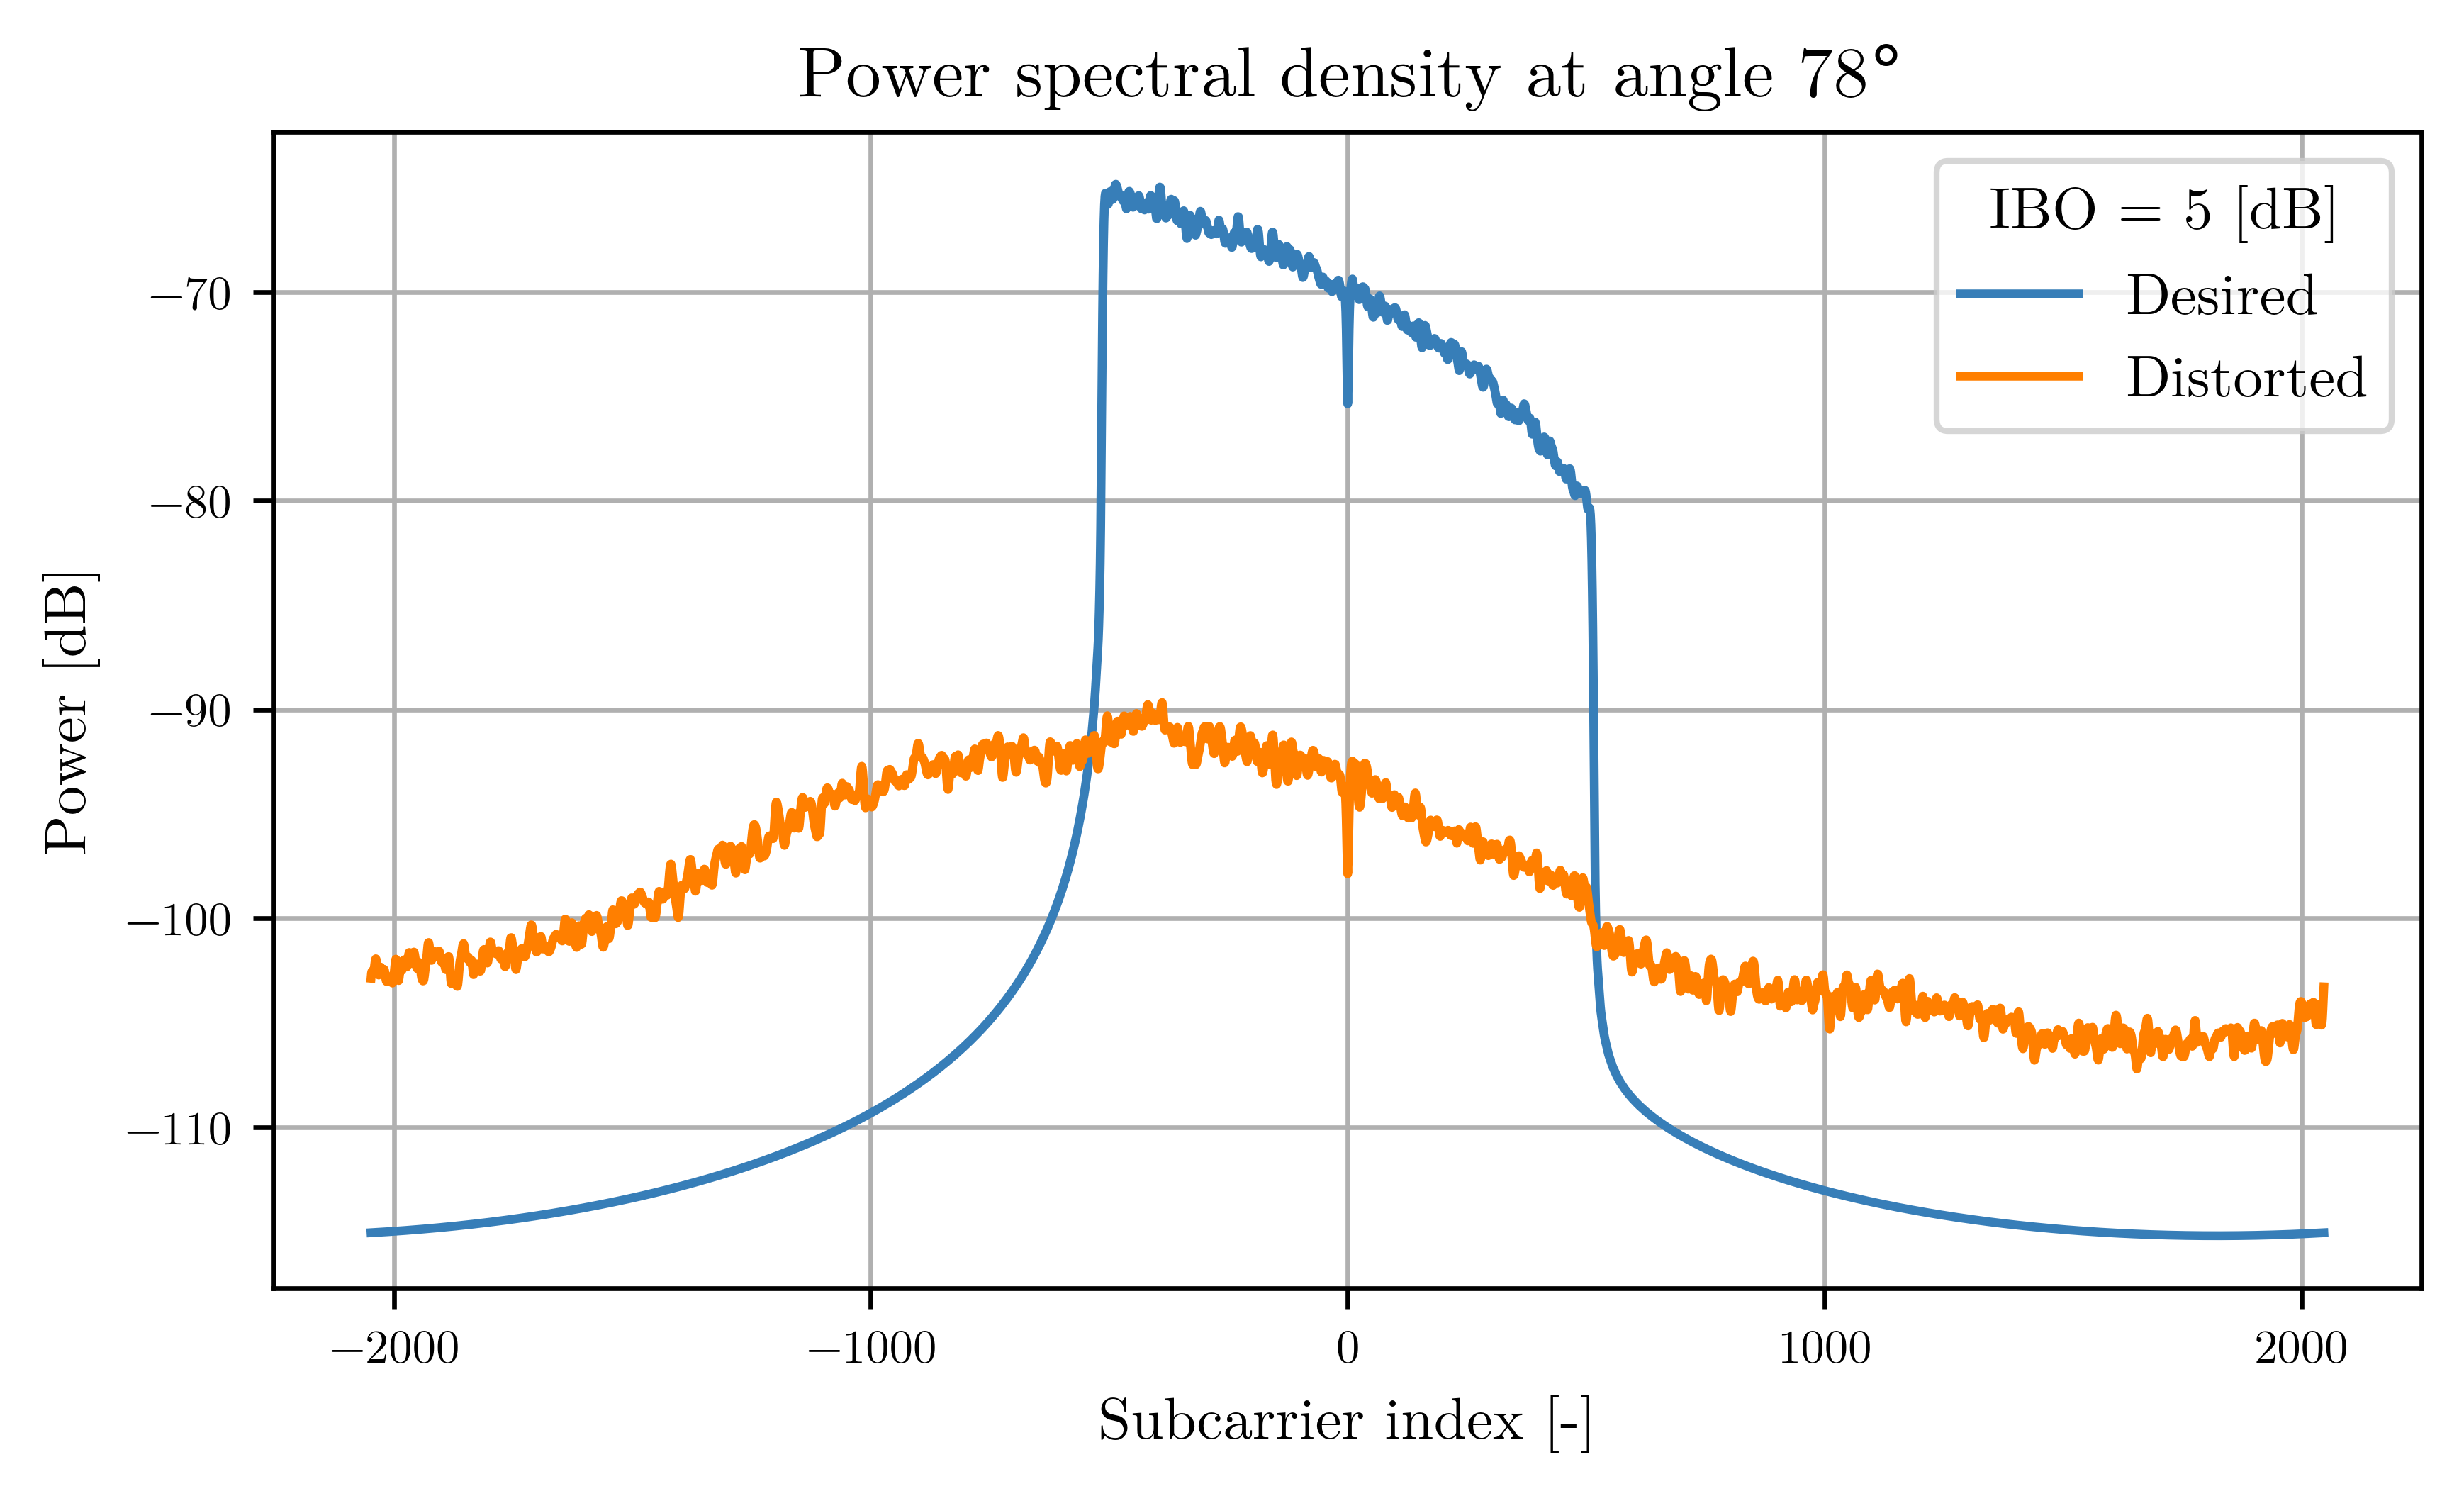 Power spectral density at angle 78°
IBO = 5 [dB]
Desired
Distorted
Power [dB]
−70
−80
−90
−100
−110
−2000
−1000
0
1000
2000
Subcarrier index [-]